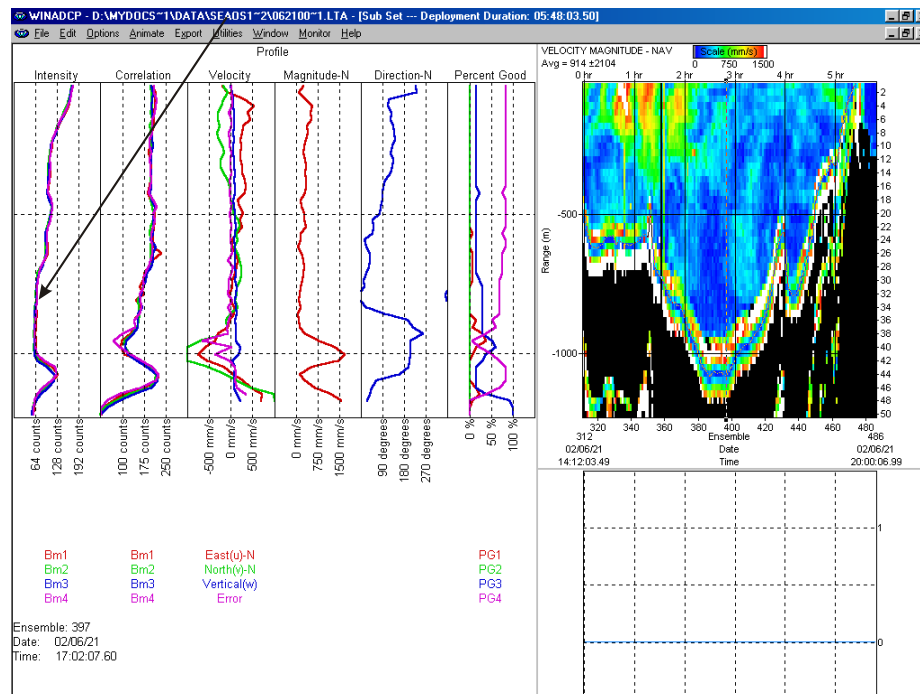 WINADCP - D:\MYDOCS~1\DATA\SEAOS1~2\062100~1.LTA - [Sub Set --- Deployment Duration: 05:48:03.50]
File Edit Options Animate Export Utilities Window Monitor Help
Profile
Intensity Correlation Velocity Magnitude-N Direction-N Percent Good
64 counts 120 counts 192 counts 100 counts 175 counts 250 counts -500 mm/s 0 mm/s 500 mm/s 0 mm/s 750 mm/s 1500 mm/s 90 degrees 180 degrees 270 degrees 0 % 50 % 100 %
Bm1 Bm1 East(u)-N PG1
Bm2 Bm2 North(v)-N PG2
Bm3 Bm3 Vertical(w) PG3
Bm4 Bm4 Error PG4
Ensemble: 397
Date: 02/06/21
Time: 17:02:07.60
VELOCITY MAGNITUDE - NAV
Avg = 914 ±2104
Scale (mm/s)
0 750 1500
0 hr 1 hr 2 hr 3 hr 4 hr 5 hr
Range (m)
-500
-1000
-2
-4
-6
-8
-10
-12
-14
-16
-18
-20
-22
-24
-26
-28
-30
-32
-34
-36
-38
-40
-42
-44
-46
-48
-50
320 340 360 380 400 420 440 460 480
312 Ensemble 486
02/06/21 Date 02/06/21
14:12:03.49 Time 20:00:06.99
1
0